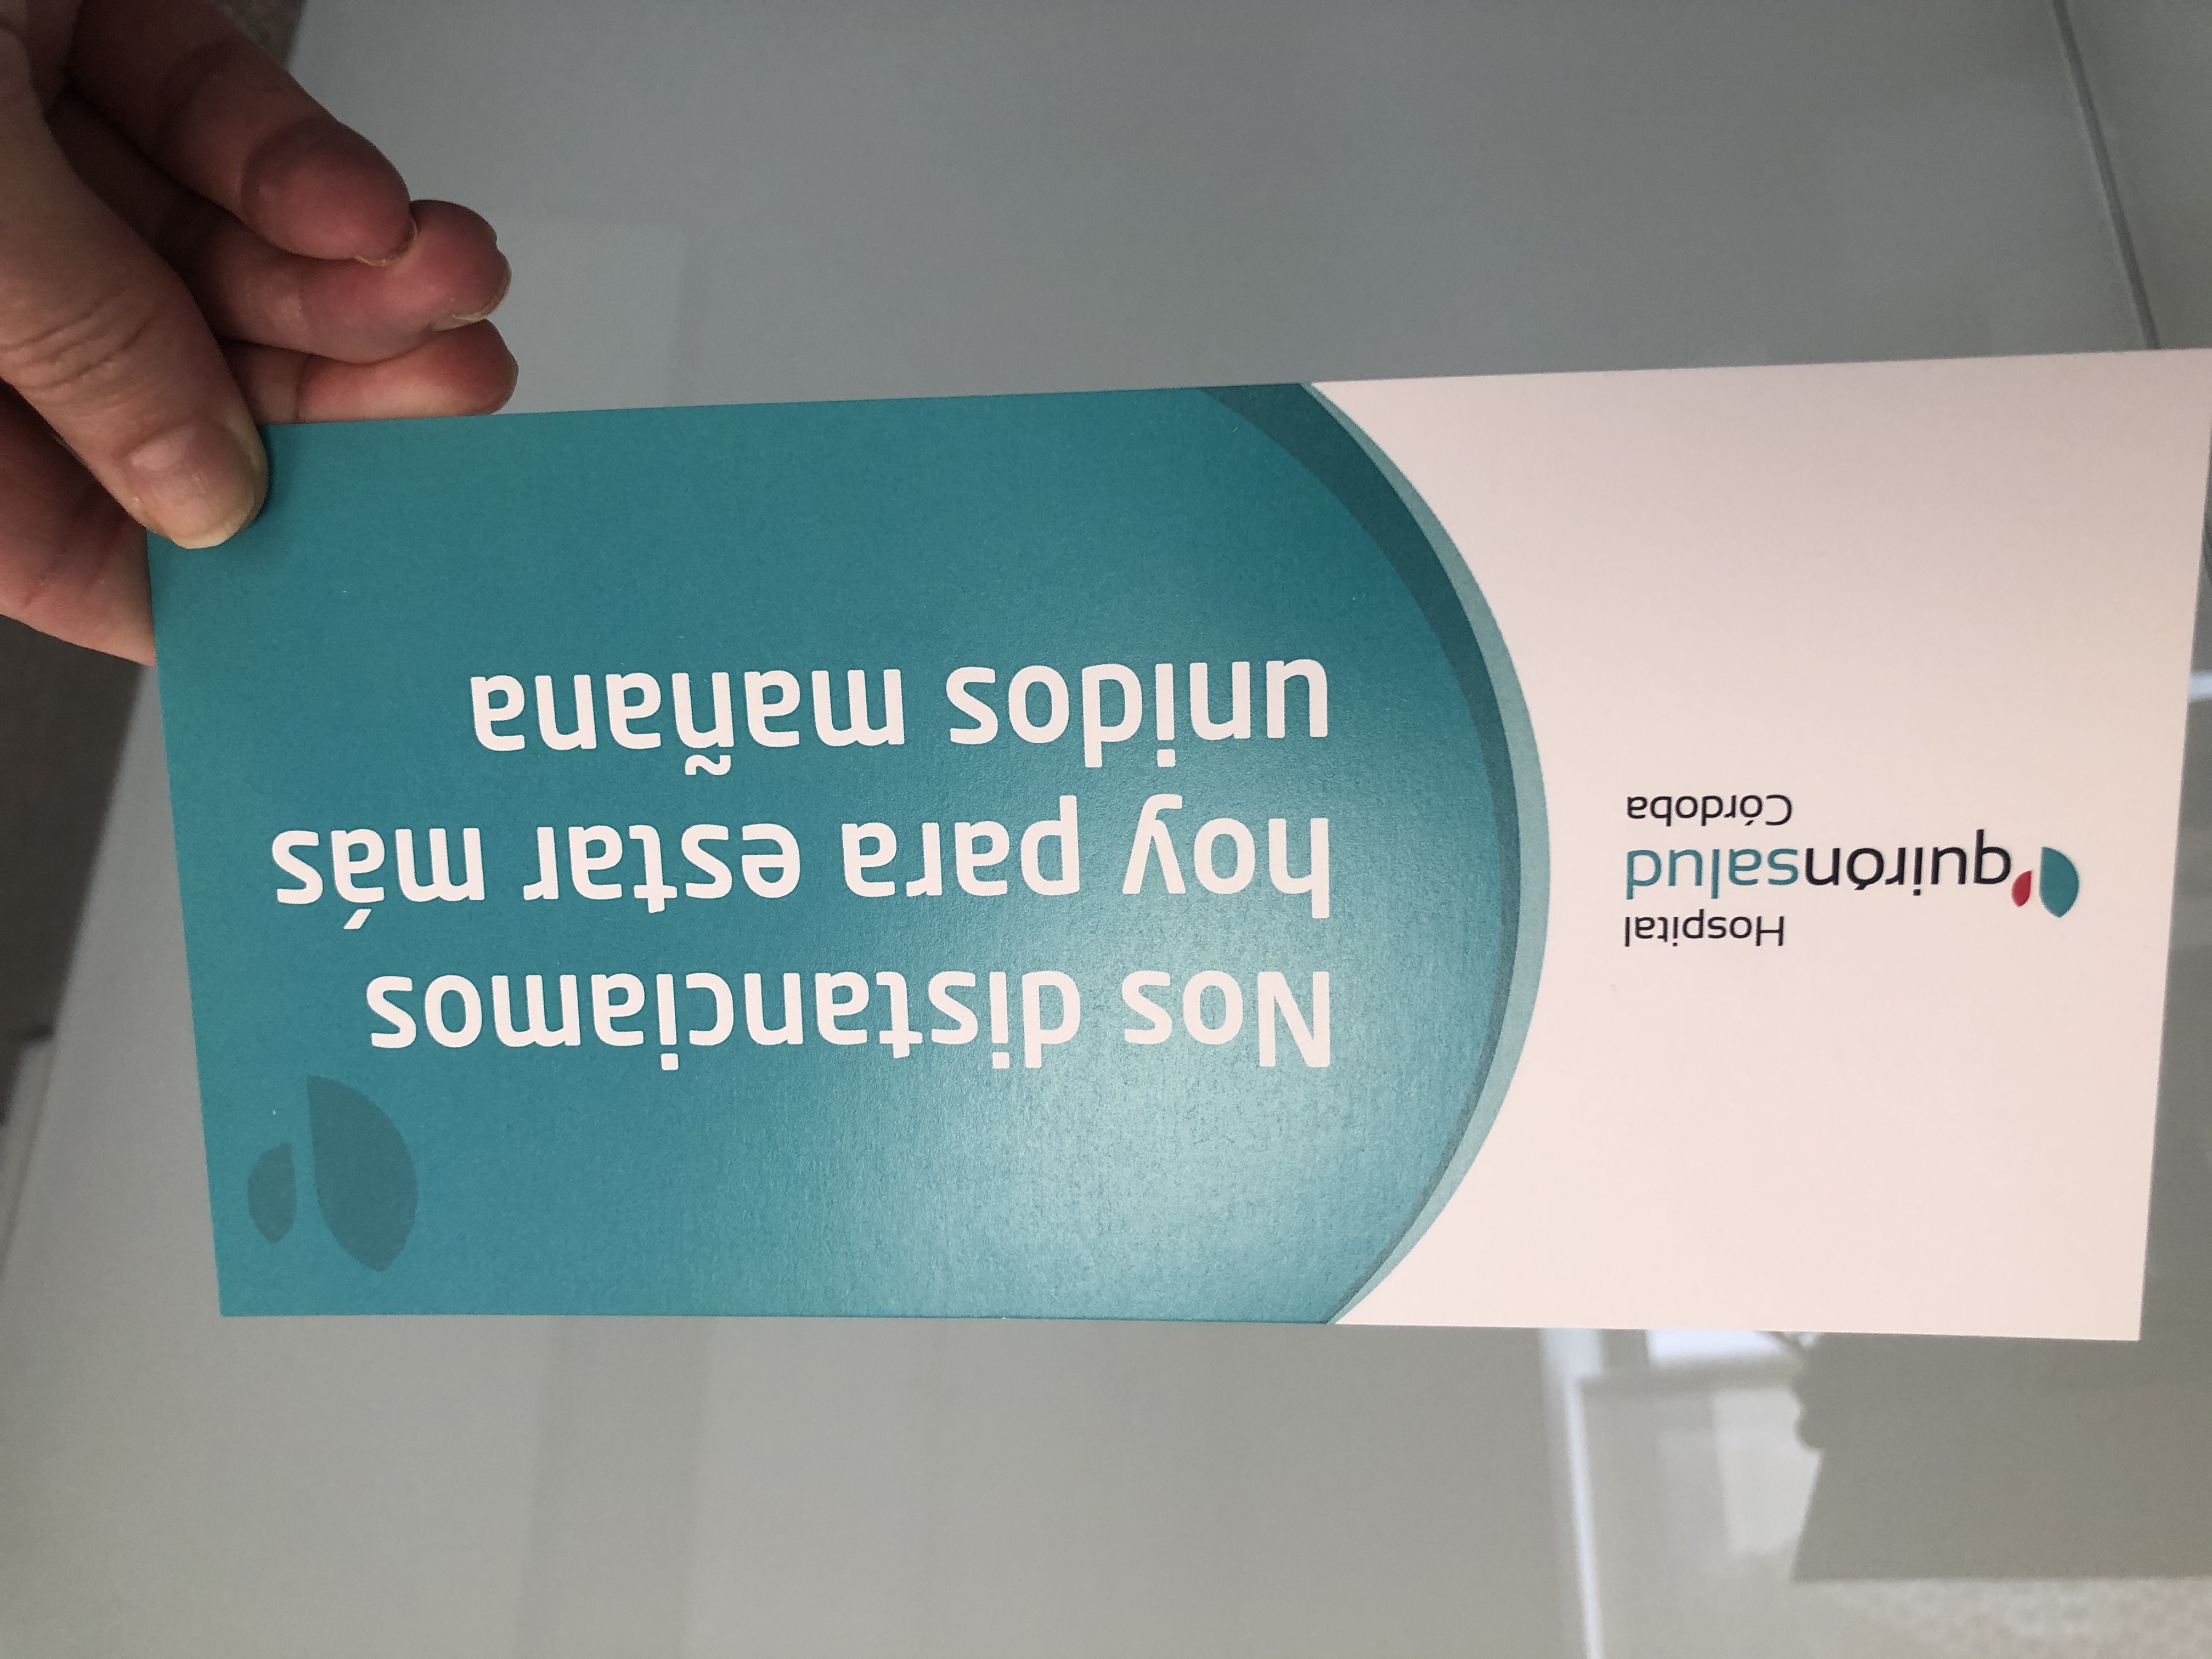 Hospital
quirónsalud
Córdoba
Nos distanciamos
hoy para estar más
unidos mañana